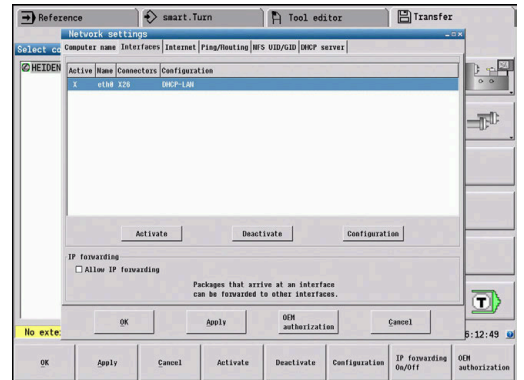 Reference
smart.Turn
Tool editor
Transfer
Network settings
Select co
Computer name Interfaces Internet Ping/Routing NFS UID/GID DHCP server
HEIDEN
Active Name Connectors Configuration
X eth0 X26 DHCP-LAN
Activate Deactivate Configuration
IP forwarding
Allow IP forwarding
Packages that arrive at an interface
can be forwarded to other interfaces.
T
OK Apply OEM authorization Cancel
No exte
6:12:49
OK Apply Cancel Activate Deactivate Configuration IP forwarding On/Off OEM authorization